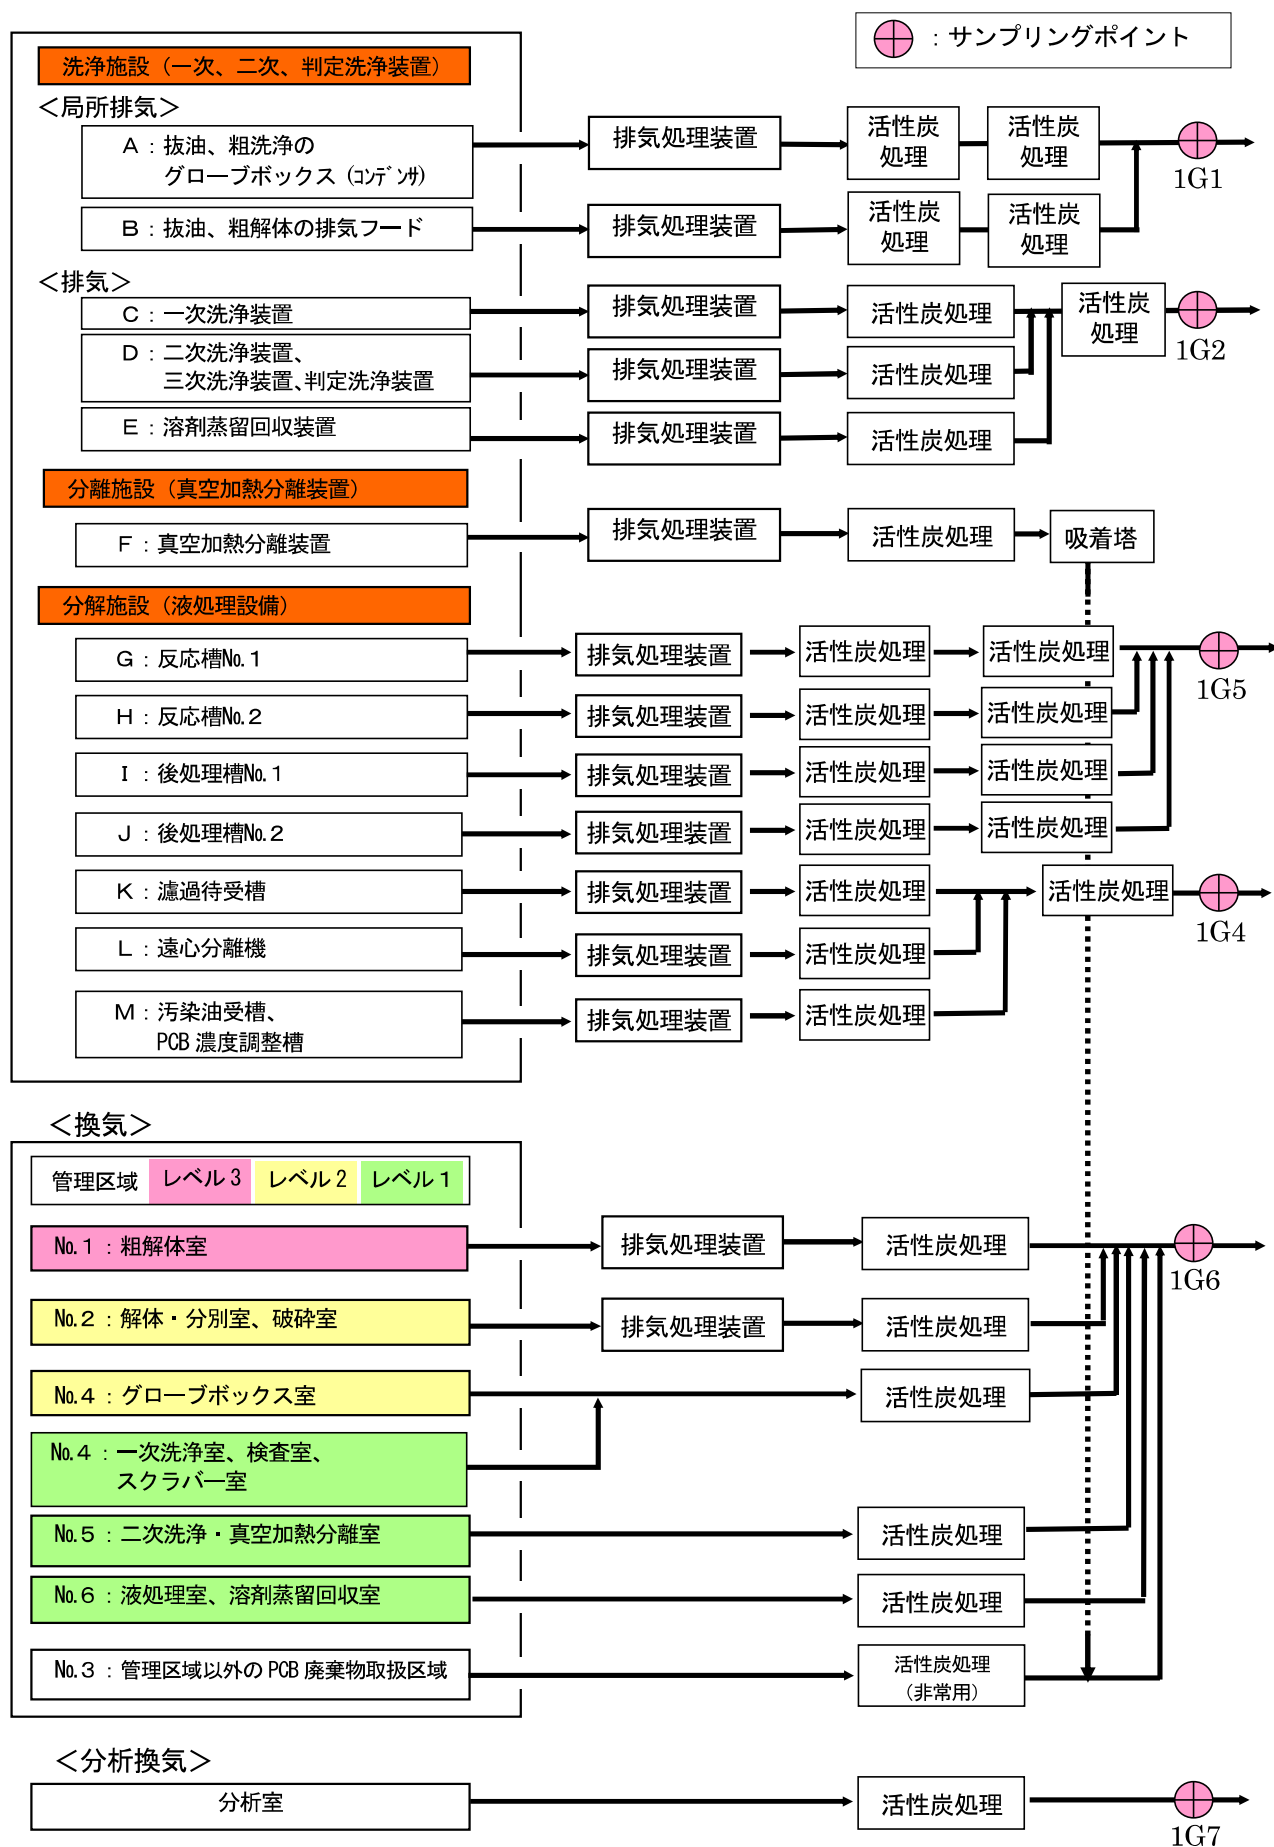 ：サンプリングポイント
洗浄施設（一次、二次、判定洗浄装置）
＜局所排気＞
A：抜油、粗洗浄の
グローブボックス（ｺﾝﾃﾞﾝｻ）
排気処理装置
活性炭
処理
活性炭
処理
1G1
B：抜油、粗解体の排気フード
排気処理装置
活性炭
処理
活性炭
処理
＜排気＞
C：一次洗浄装置
排気処理装置
活性炭処理
活性炭
処理
1G2
D：二次洗浄装置、
三次洗浄装置、判定洗浄装置
排気処理装置
活性炭処理
E：溶剤蒸留回収装置
排気処理装置
活性炭処理
分離施設（真空加熱分離装置）
F：真空加熱分離装置
排気処理装置
活性炭処理
吸着塔
分解施設（液処理設備）
G：反応槽№1
排気処理装置
活性炭処理
活性炭処理
1G5
H：反応槽№2
排気処理装置
活性炭処理
活性炭処理
I：後処理槽№1
排気処理装置
活性炭処理
活性炭処理
J：後処理槽№2
排気処理装置
活性炭処理
活性炭処理
K：濾過待受槽
排気処理装置
活性炭処理
活性炭処理
1G4
L：遠心分離機
排気処理装置
活性炭処理
M：汚染油受槽、
PCB濃度調整槽
排気処理装置
活性炭処理
＜換気＞
管理区域 レベル3 レベル2 レベル1
№1：粗解体室
排気処理装置
活性炭処理
1G6
№2：解体・分別室、破砕室
排気処理装置
活性炭処理
№4：グローブボックス室
活性炭処理
№4：一次洗浄室、検査室、
スクラバー室
№5：二次洗浄・真空加熱分離室
活性炭処理
№6：液処理室、溶剤蒸留回収室
活性炭処理
№3：管理区域以外のPCB廃棄物取扱区域
活性炭処理
（非常用）
＜分析換気＞
分析室
活性炭処理
1G7